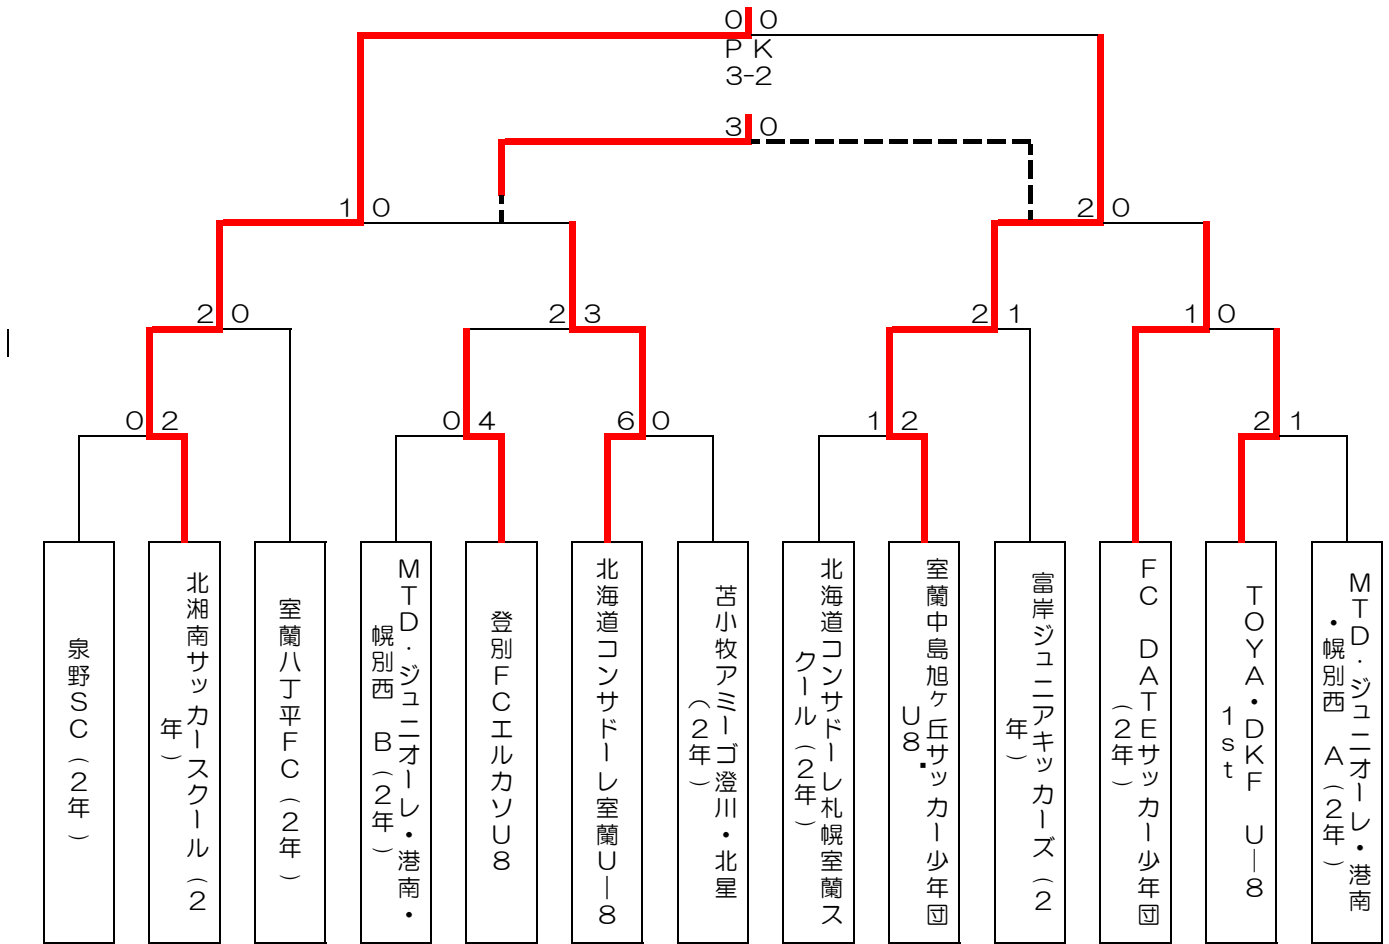 0 0
PK
3-2
3 0
1 0
2 0
2 0
2 3
2 1
1 0
0 2
0 4
6 0
1 2
2 1
泉野SC（2年）
北湘南サッカースクール（2
年）
室蘭八丁平FC（2年）
MTD・ジュニオーレ・港南・
幌別西　B（2年）
登別FCエルカソU8
北海道コンサドーレ室蘭U―8
苫小牧アミーゴ澄川・北星
（2年）
北海道コンサドーレ札幌室蘭ス
クール（2年）
室蘭中島旭ヶ丘サッカー少年団
U8
富岸ジュニアキッカーズ（2
年）
FC　DATEサッカー少年団
（2年）
TOYA・DKF　U―8
1st
MTD・ジュニオーレ・港南
・幌別西　A（2年）